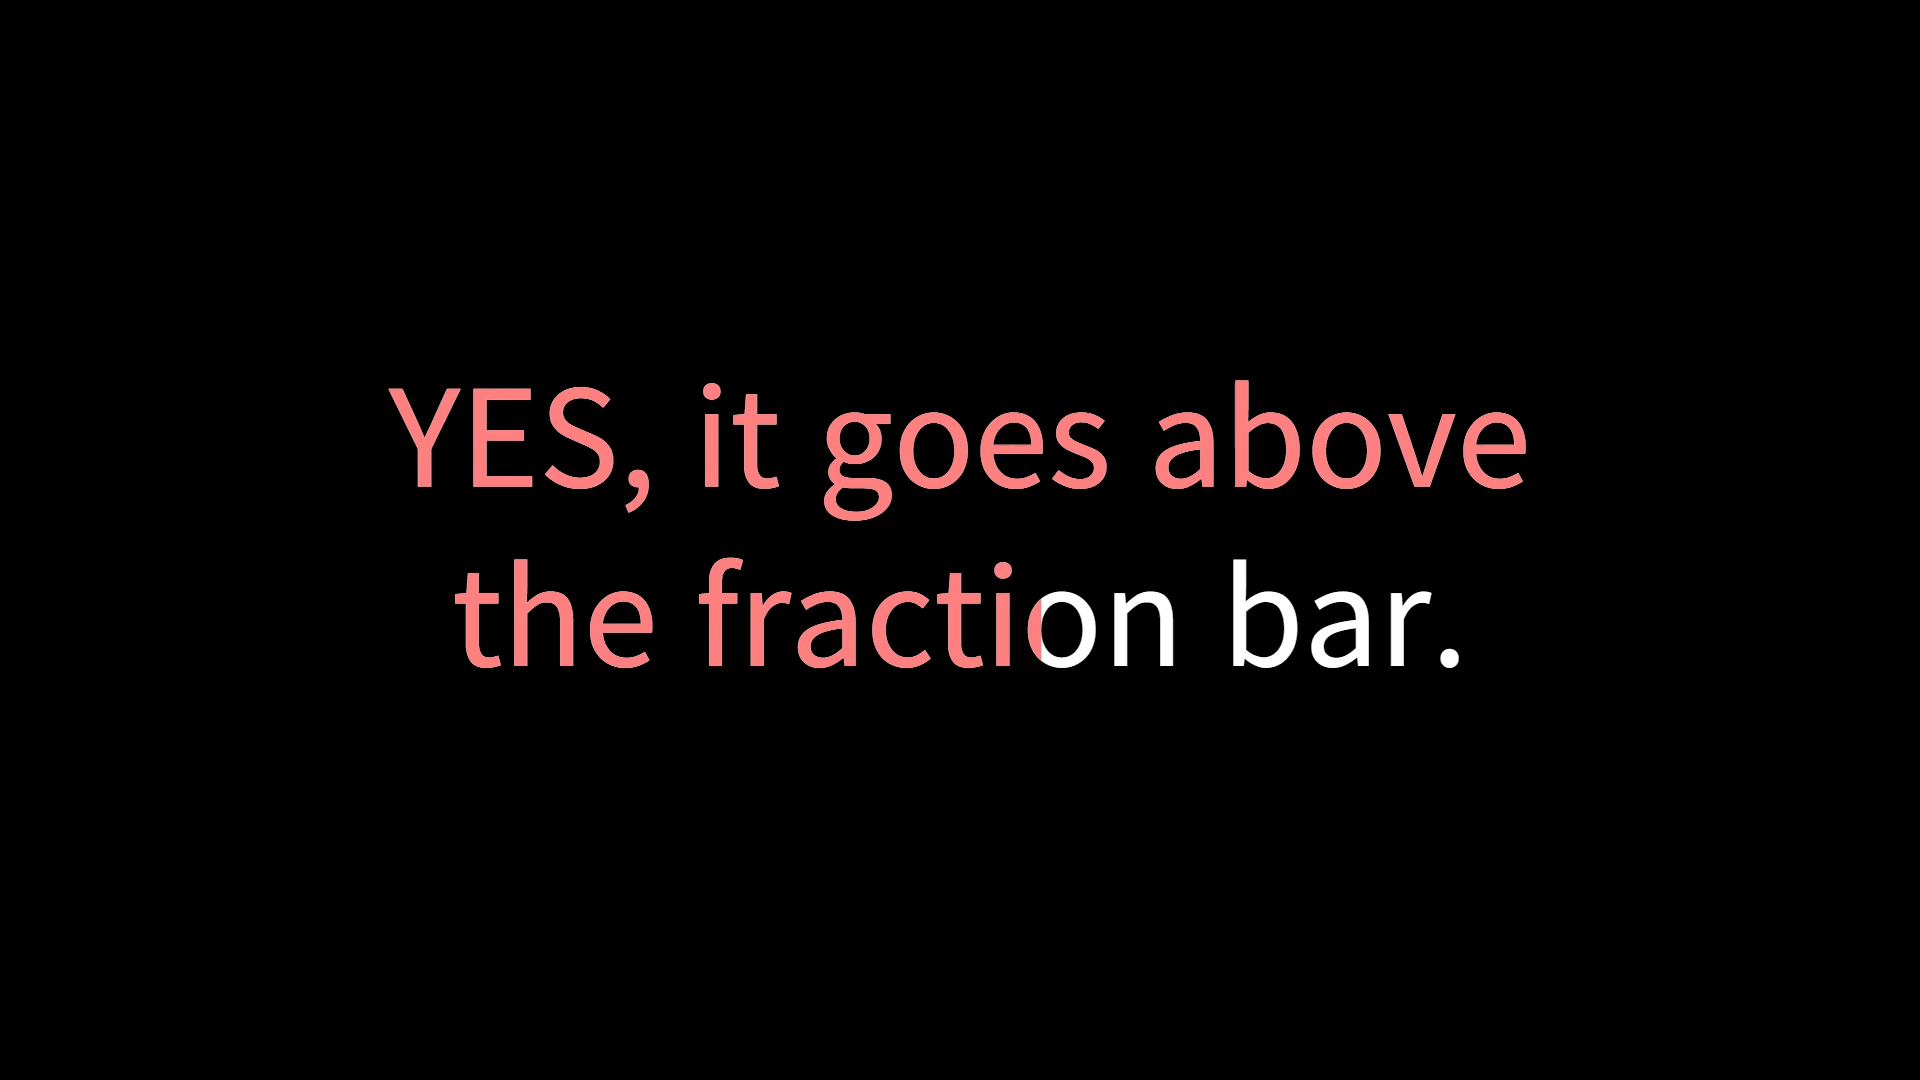 YES, it goes above
the fraction bar.